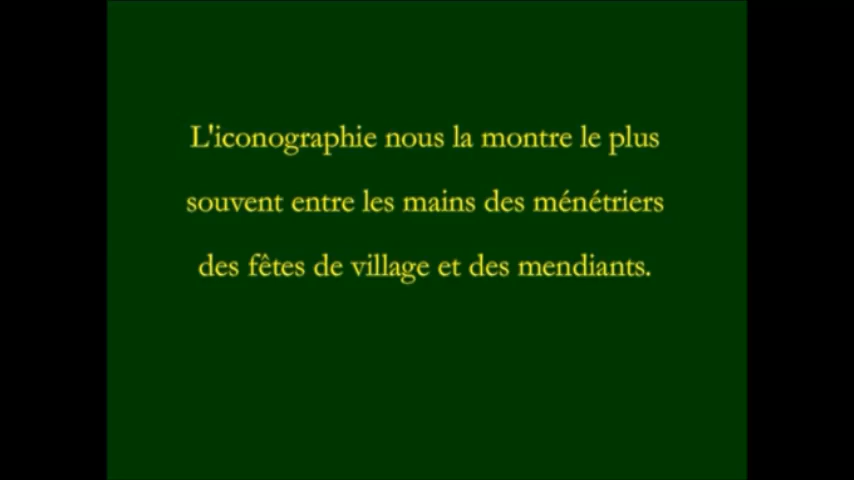 L'iconographie nous la montre le plus
souvent entre les mains des ménétriers
des fêtes de village et des mendiants.